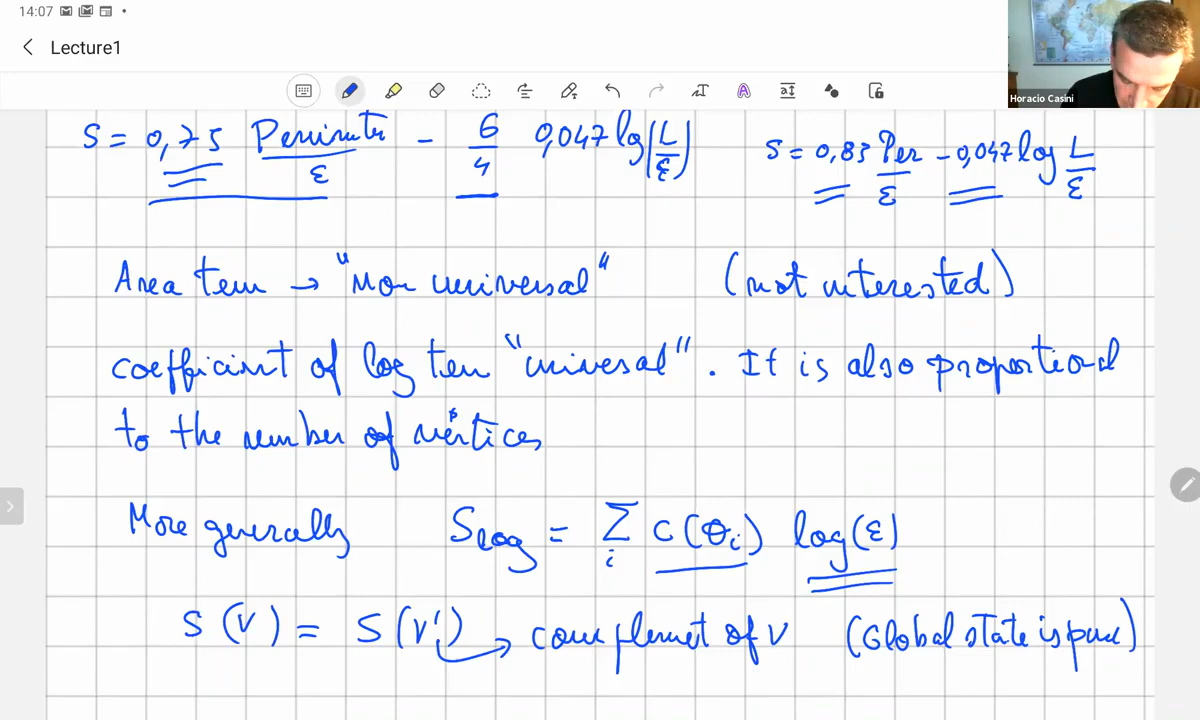 14:07
Lecture1
Horacio Casini
S = 0,75 Perimeter/ε - 6/4 0,047 log(L/ε)
S = 0,83 Per/ε - 0,047 log L/ε
Area term → "Non universal" (not interested)
coefficient of log term "universal". It is also proportional
to the number of vertices
More generally S_log = Σ_i c(θ_i) log(ε)
S(V) = S(V') → complement of V (Global state is pure)